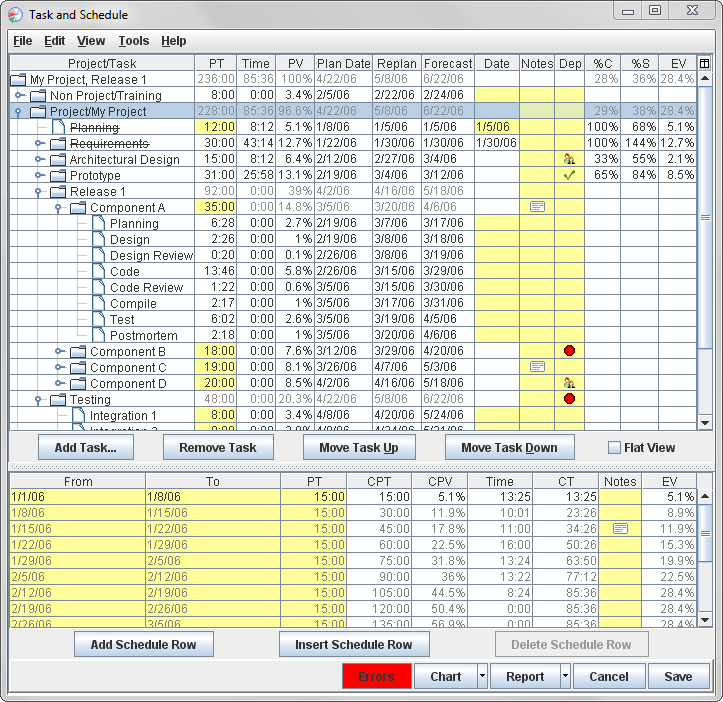 Task and Schedule
File Edit View Tools Help
Project/Task PT Time PV Plan Date Replan Forecast Date Notes Dep %C %S EV
My Project, Release 1 236:00 85:36 100% 4/22/06 5/8/06 6/22/06 28% 36% 28.4%
Non Project/Training 8:00 0:00 3.4% 2/5/06 2/22/06 2/24/06
Project/My Project 228:00 85:36 96.6% 4/22/06 5/8/06 6/22/06 29% 38% 28.4%
Planning 12:00 8:12 5.1% 1/8/06 1/5/06 1/5/06 1/5/06 100% 68% 5.1%
Requirements 30:00 43:14 12.7% 1/22/06 1/30/06 1/30/06 1/30/06 100% 144% 12.7%
Architectural Design 15:00 8:12 6.4% 2/12/06 2/27/06 3/4/06 33% 55% 2.1%
Prototype 31:00 25:58 13.1% 2/19/06 3/4/06 3/12/06 65% 84% 8.5%
Release 1 92:00 0:00 39% 4/2/06 4/16/06 5/18/06
Component A 35:00 0:00 14.8% 3/5/06 3/20/06 4/6/06
Planning 6:28 0:00 2.7% 2/19/06 3/7/06 3/17/06
Design 2:26 0:00 1% 2/19/06 3/8/06 3/18/06
Design Review 0:20 0:00 0.1% 2/26/06 3/8/06 3/19/06
Code 13:46 0:00 5.8% 2/26/06 3/15/06 3/29/06
Code Review 1:22 0:00 0.6% 3/5/06 3/15/06 3/30/06
Compile 2:17 0:00 1% 3/5/06 3/17/06 3/31/06
Test 6:02 0:00 2.6% 3/5/06 3/19/06 4/5/06
Postmortem 2:18 0:00 1% 3/5/06 3/20/06 4/6/06
Component B 18:00 0:00 7.6% 3/12/06 3/29/06 4/20/06
Component C 19:00 0:00 8.1% 3/26/06 4/7/06 5/3/06
Component D 20:00 0:00 8.5% 4/2/06 4/16/06 5/18/06
Testing 48:00 0:00 20.3% 4/22/06 5/8/06 6/22/06
Integration 1 8:00 0:00 3.4% 4/8/06 4/20/06 5/24/06
Add Task... Remove Task Move Task Up Move Task Down Flat View
From To PT CPT CPV Time CT Notes EV
1/1/06 1/8/06 15:00 15:00 5.1% 13:25 13:25 5.1%
1/8/06 1/15/06 15:00 30:00 11.9% 10:01 23:26 8.9%
1/15/06 1/22/06 15:00 45:00 17.8% 11:00 34:26 11.9%
1/22/06 1/29/06 15:00 60:00 22.5% 16:00 50:26 15.3%
1/29/06 2/5/06 15:00 75:00 31.8% 13:24 63:50 19.9%
2/5/06 2/12/06 15:00 90:00 36% 13:22 77:12 22.5%
2/12/06 2/19/06 15:00 105:00 44.5% 8:24 85:36 28.4%
2/19/06 2/26/06 15:00 120:00 50.4% 0:00 85:36 28.4%
2/26/06 3/5/06 15:00 135:00 56.9% 0:00 85:36 28.4%
Add Schedule Row Insert Schedule Row Delete Schedule Row
Errors Chart Report Cancel Save